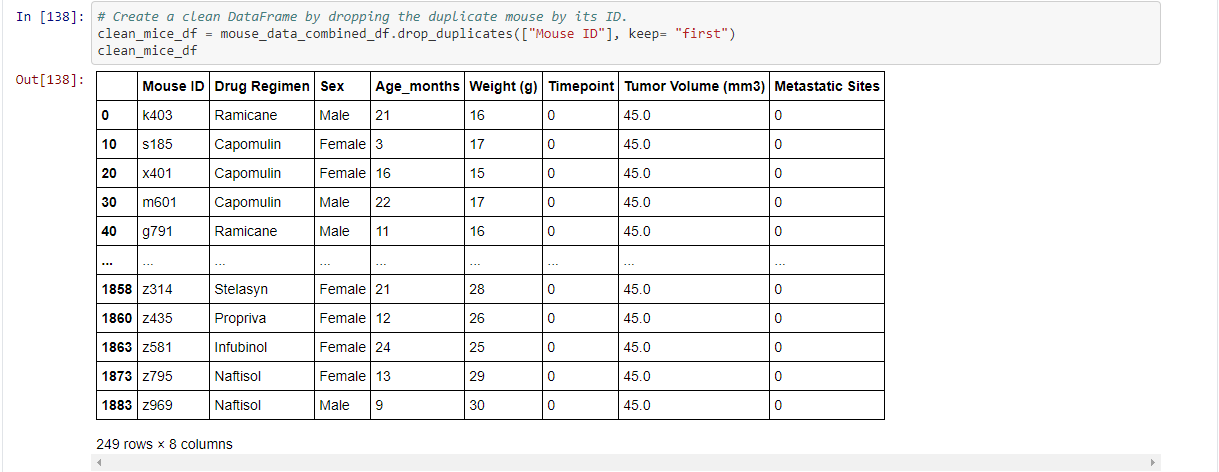 In [138]: # Create a clean DataFrame by dropping the duplicate mouse by its ID.
clean_mice_df = mouse_data_combined_df.drop_duplicates(["Mouse ID"], keep= "first")
clean_mice_df
Out[138]:
Mouse ID Drug Regimen Sex Age_months Weight (g) Timepoint Tumor Volume (mm3) Metastatic Sites
0 k403 Ramicane Male 21 16 0 45.0 0
10 s185 Capomulin Female 3 17 0 45.0 0
20 x401 Capomulin Female 16 15 0 45.0 0
30 m601 Capomulin Male 22 17 0 45.0 0
40 g791 Ramicane Male 11 16 0 45.0 0
... ... ... ... ... ... ... ... ...
1858 z314 Stelasyn Female 21 28 0 45.0 0
1860 z435 Propriva Female 12 26 0 45.0 0
1863 z581 Infubinol Female 24 25 0 45.0 0
1873 z795 Naftisol Female 13 29 0 45.0 0
1883 z969 Naftisol Male 9 30 0 45.0 0
249 rows × 8 columns